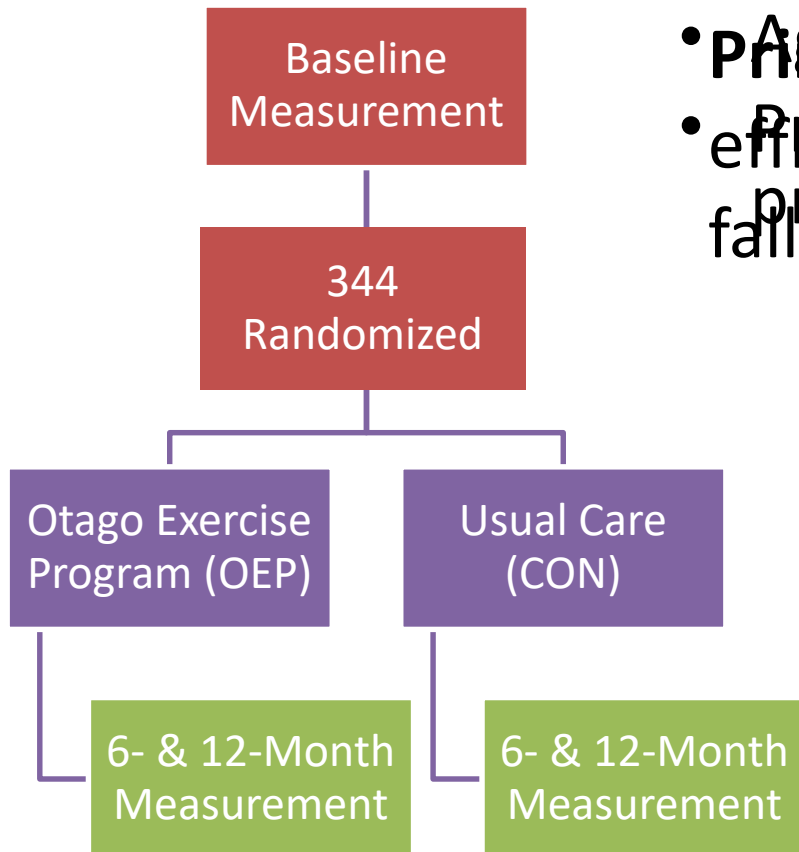 Baseline
Measurement
344
Randomized
Otago Exercise
Program (OEP)
Usual Care
(CON)
6- & 12-Month
Measurement
6- & 12-Month
Measurement